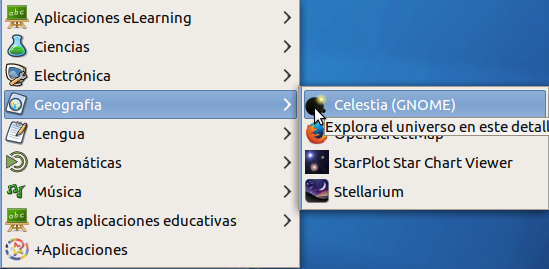 Aplicaciones eLearning
Ciencias
Electrónica
Geografía
Lengua
Matemáticas
Música
Otras aplicaciones educativas
+Aplicaciones
Celestia (GNOME)
Explora el universo en este detall
OpenStreetMap
StarPlot Star Chart Viewer
Stellarium